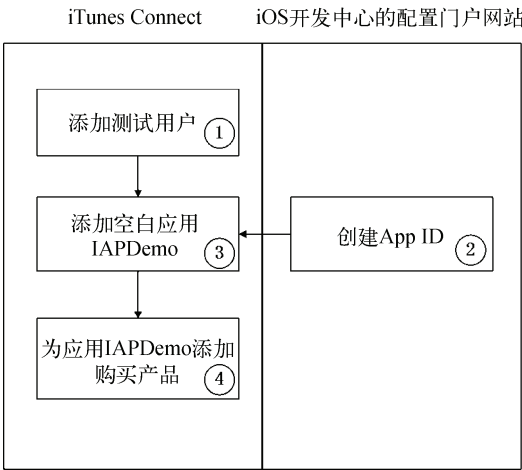 iTunes Connect
iOS开发中心的配置门户网站
添加测试用户
①
添加空白应用
IAPDemo
③
创建App ID
②
为应用IAPDemo添加
购买产品
④